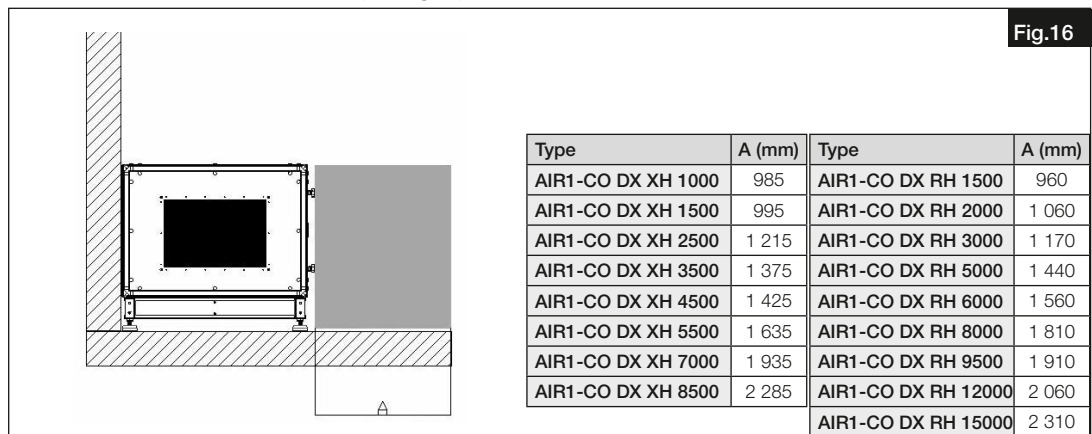 Fig.16
Type A (mm) Type A (mm)
AIR1-CO DX XH 1000 985 AIR1-CO DX RH 1500 960
AIR1-CO DX XH 1500 995 AIR1-CO DX RH 2000 1 060
AIR1-CO DX XH 2500 1 215 AIR1-CO DX RH 3000 1 170
AIR1-CO DX XH 3500 1 375 AIR1-CO DX RH 5000 1 440
AIR1-CO DX XH 4500 1 425 AIR1-CO DX RH 6000 1 560
AIR1-CO DX XH 5500 1 635 AIR1-CO DX RH 8000 1 810
AIR1-CO DX XH 7000 1 935 AIR1-CO DX RH 9500 1 910
AIR1-CO DX XH 8500 2 285 AIR1-CO DX RH 12000 2 060
AIR1-CO DX RH 15000 2 310
A